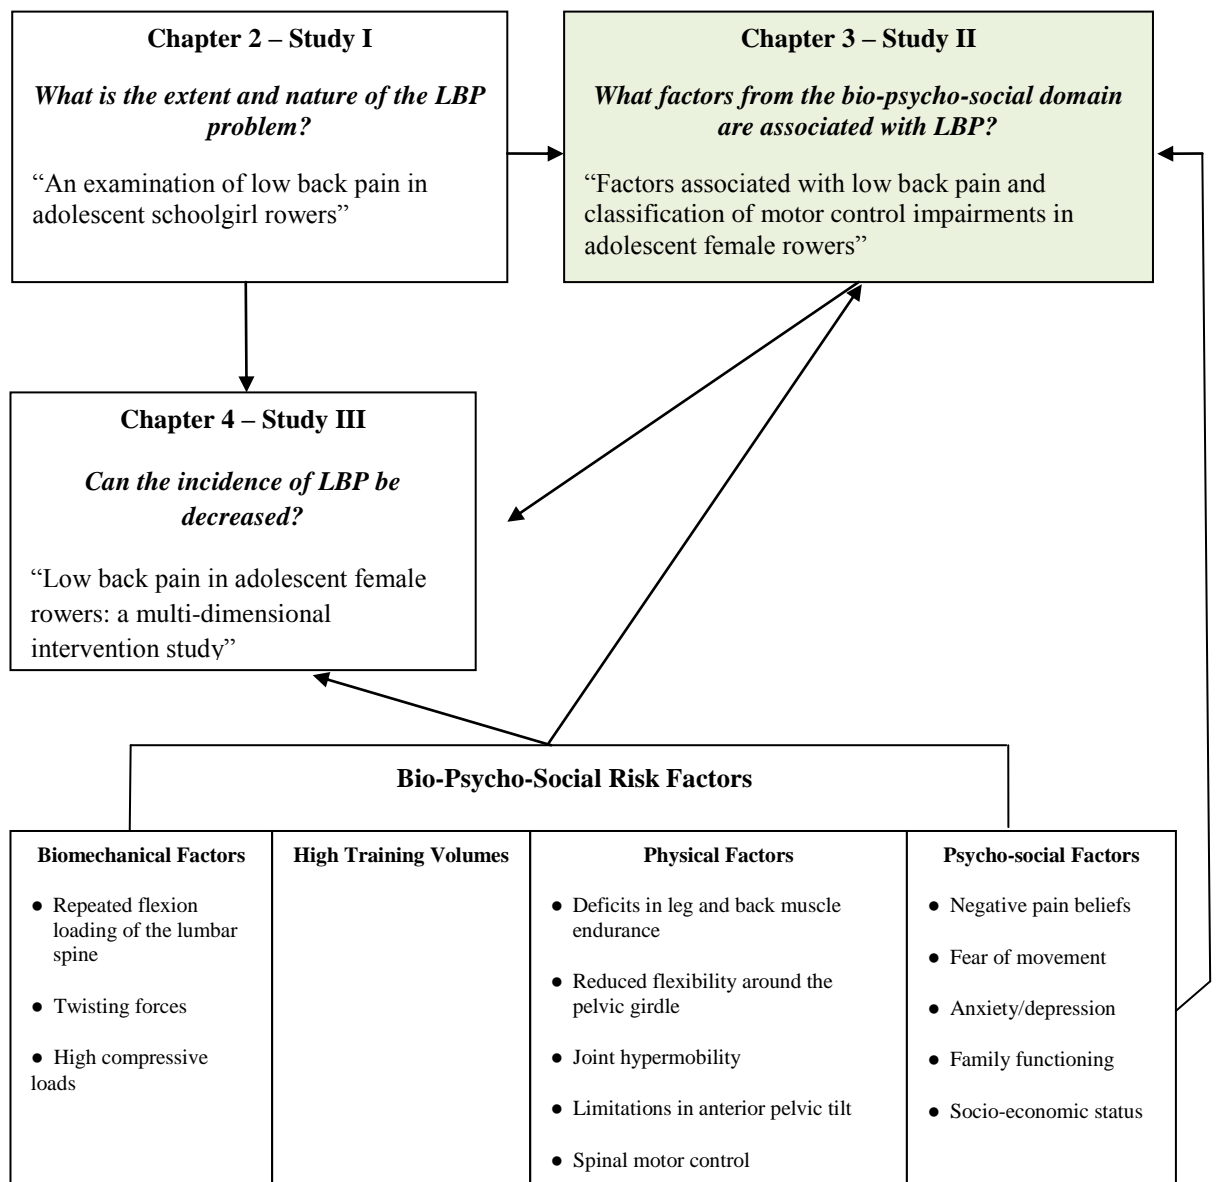 Chapter 2 – Study I
What is the extent and nature of the LBP
problem?
“An examination of low back pain in
adolescent schoolgirl rowers”
Chapter 3 – Study II
What factors from the bio-psycho-social domain
are associated with LBP?
“Factors associated with low back pain and
classification of motor control impairments in
adolescent female rowers”
Chapter 4 – Study III
Can the incidence of LBP be
decreased?
“Low back pain in adolescent female
rowers: a multi-dimensional
intervention study”
Bio-Psycho-Social Risk Factors
Biomechanical Factors
● Repeated flexion
loading of the lumbar
spine
● Twisting forces
● High compressive
loads
High Training Volumes
Physical Factors
● Deficits in leg and back muscle
endurance
● Reduced flexibility around the
pelvic girdle
● Joint hypermobility
● Limitations in anterior pelvic tilt
● Spinal motor control
Psycho-social Factors
● Negative pain beliefs
● Fear of movement
● Anxiety/depression
● Family functioning
● Socio-economic status